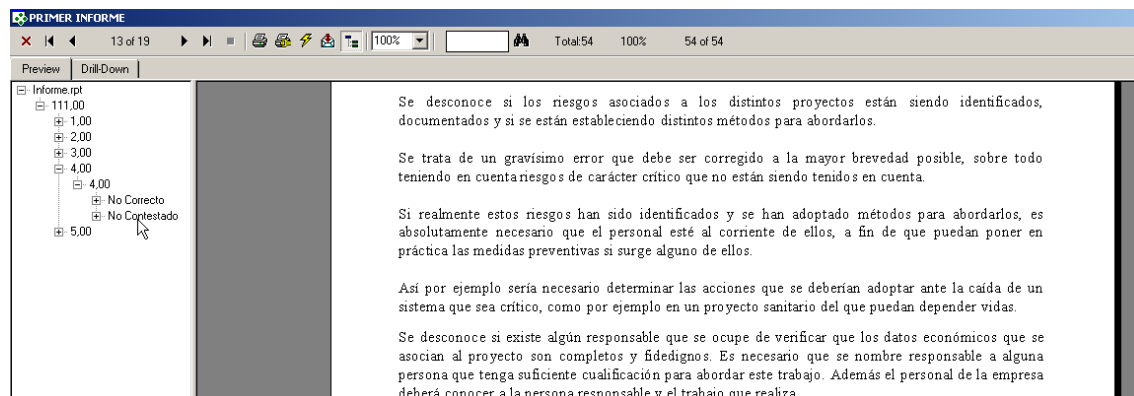 PRIMER INFORME
13 of 19 100% Total:54 100% 54 of 54
Preview Drill-Down
Informe.rpt
111,00
1,00
2,00
3,00
4,00
4,00
No Correcto
No Contestado
5,00
Se desconoce si los riesgos asociados a los distintos proyectos están siendo identificados,
documentados y si se están estableciendo distintos métodos para abordarlos.
Se trata de un gravísimo error que debe ser corregido a la mayor brevedad posible, sobre todo
teniendo en cuenta riesgos de carácter crítico que no están siendo tenidos en cuenta.
Si realmente estos riesgos han sido identificados y se han adoptado métodos para abordarlos, es
absolutamente necesario que el personal esté al corriente de ellos, a fin de que puedan poner en
práctica las medidas preventivas si surge alguno de ellos.
Así por ejemplo sería necesario determinar las acciones que se deberían adoptar ante la caída de un
sistema que sea crítico, como por ejemplo en un proyecto sanitario del que puedan depender vidas.
Se desconoce si existe algún responsable que se ocupe de verificar que los datos económicos que se
asocian al proyecto son completos y fidedignos. Es necesario que se nombre responsable a alguna
persona que tenga suficiente cualificación para abordar este trabajo. Además el personal de la empresa
deberá conocer a la persona responsable y el trabajo que realiza.